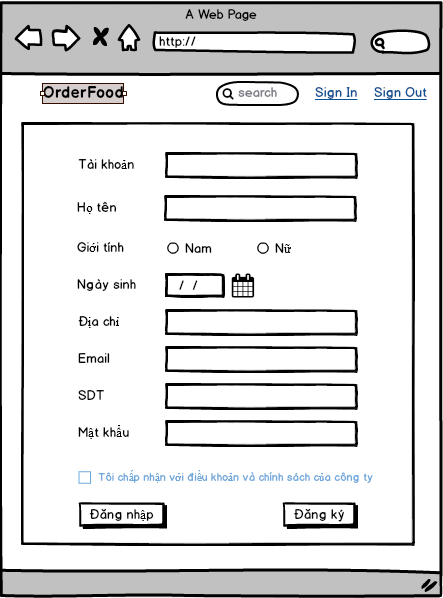 A Web Page
http://
OrderFood
search
Sign In
Sign Out
Tài khoản
Họ tên
Giới tính
Nam
Nữ
Ngày sinh
/ /
Địa chỉ
Email
SDT
Mật khẩu
Tôi chấp nhận với điều khoản và chính sách của công ty
Đăng nhập
Đăng ký